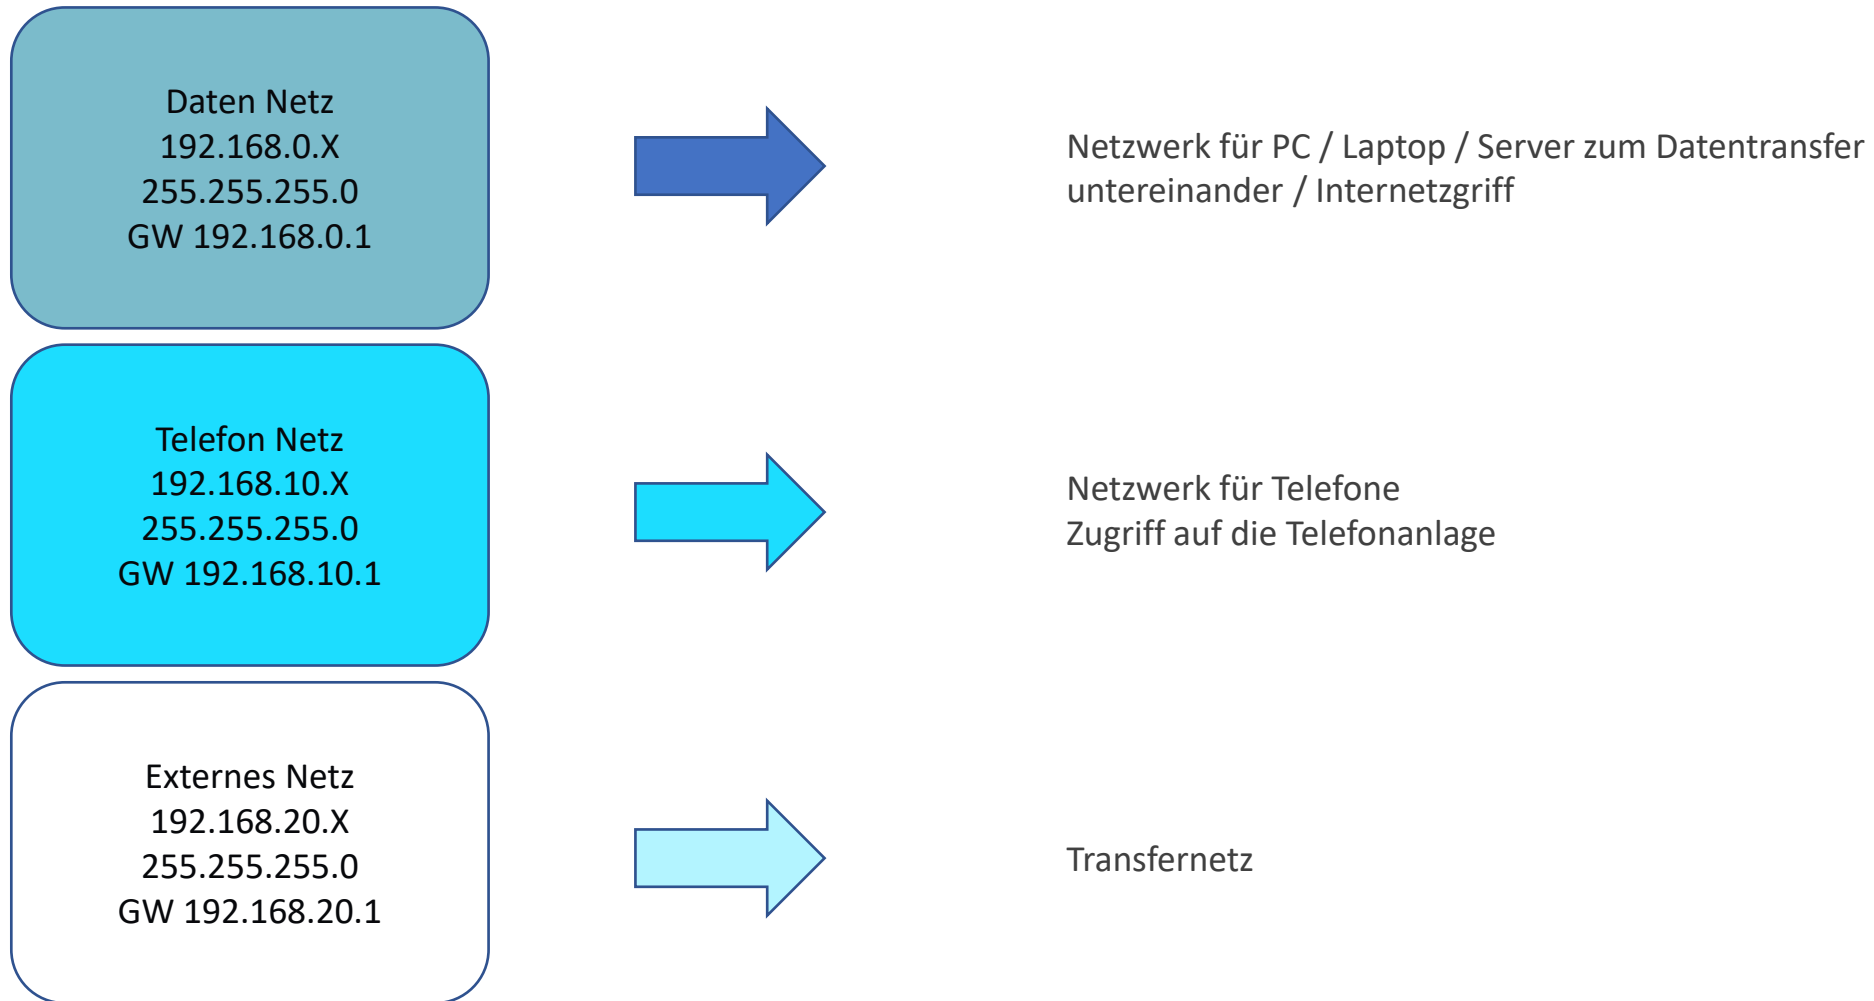 Daten Netz
192.168.0.X
255.255.255.0
GW 192.168.0.1
Netzwerk für PC / Laptop / Server zum Datentransfer
untereinander / Internetzgriff
Telefon Netz
192.168.10.X
255.255.255.0
GW 192.168.10.1
Netzwerk für Telefone
Zugriff auf die Telefonanlage
Externes Netz
192.168.20.X
255.255.255.0
GW 192.168.20.1
Transfernetz